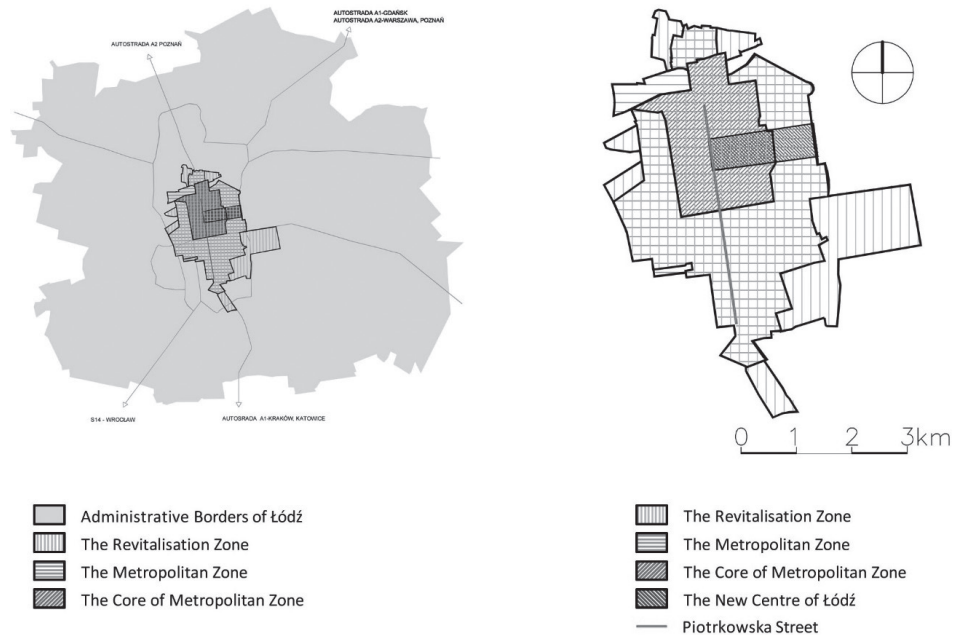 AUTOSTRADA A1-GDAŃSK
AUTOSTRADA A2-WARSZAWA, POZNAŃ
AUTOSTRADA A2 POZNAŃ
S14 - WROCŁAW
AUTOSRADA A1-KRAKÓW, KATOWICE
0 1 2 3km
Administrative Borders of Łódź
The Revitalisation Zone
The Metropolitan Zone
The Core of Metropolitan Zone
The Revitalisation Zone
The Metropolitan Zone
The Core of Metropolitan Zone
The New Centre of Łódź
Piotrkowska Street